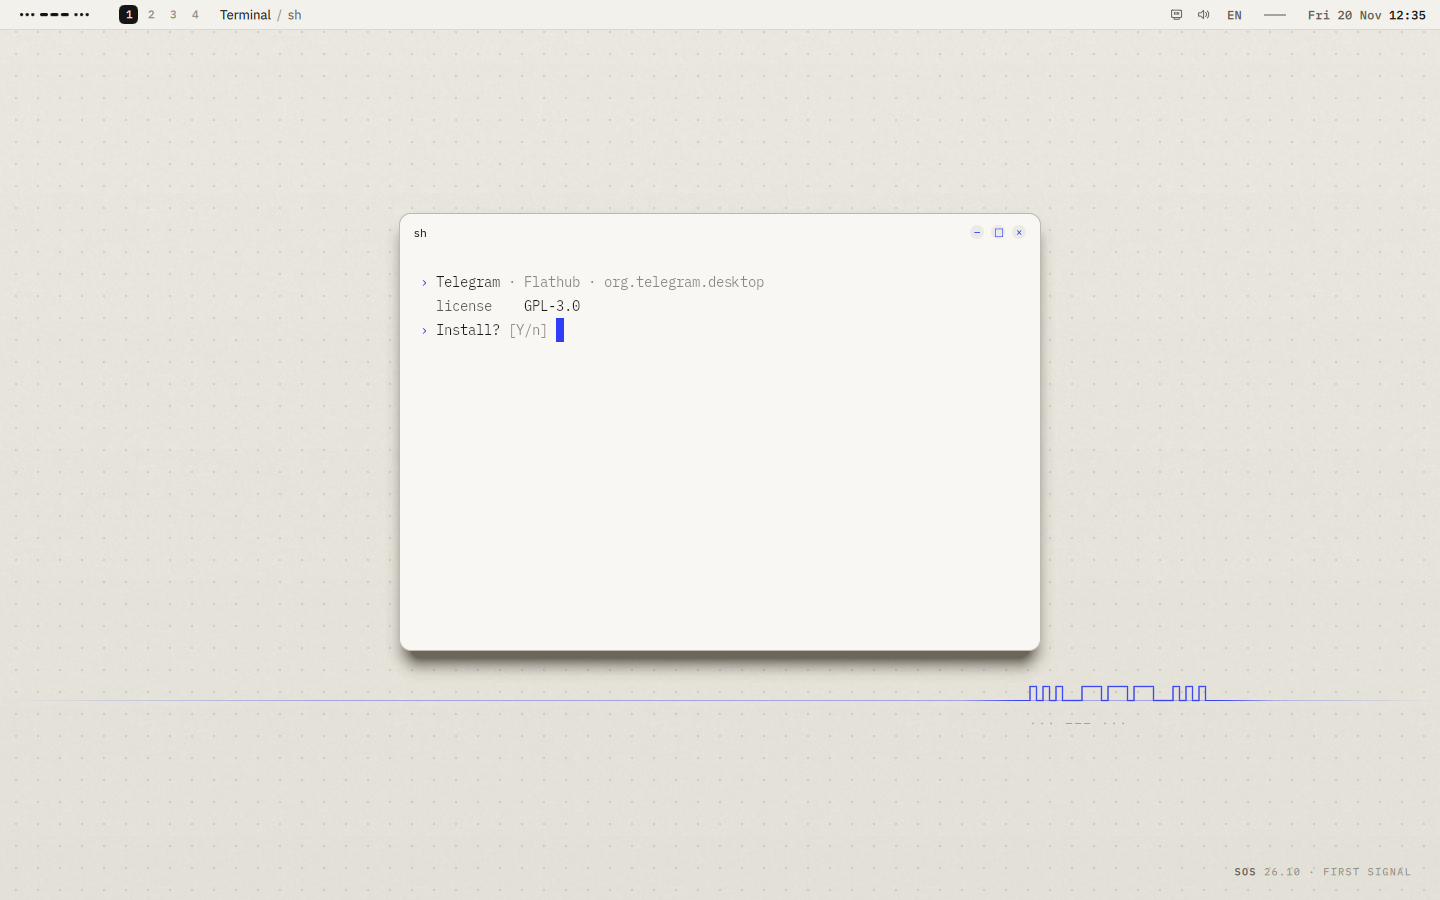 1 2 3 4 Terminal / sh EN Fri 20 Nov 12:35
sh
› Telegram · Flathub · org.telegram.desktop
license GPL-3.0
› Install? [Y/n]
··· −−− ···
SOS 26.10 · FIRST SIGNAL